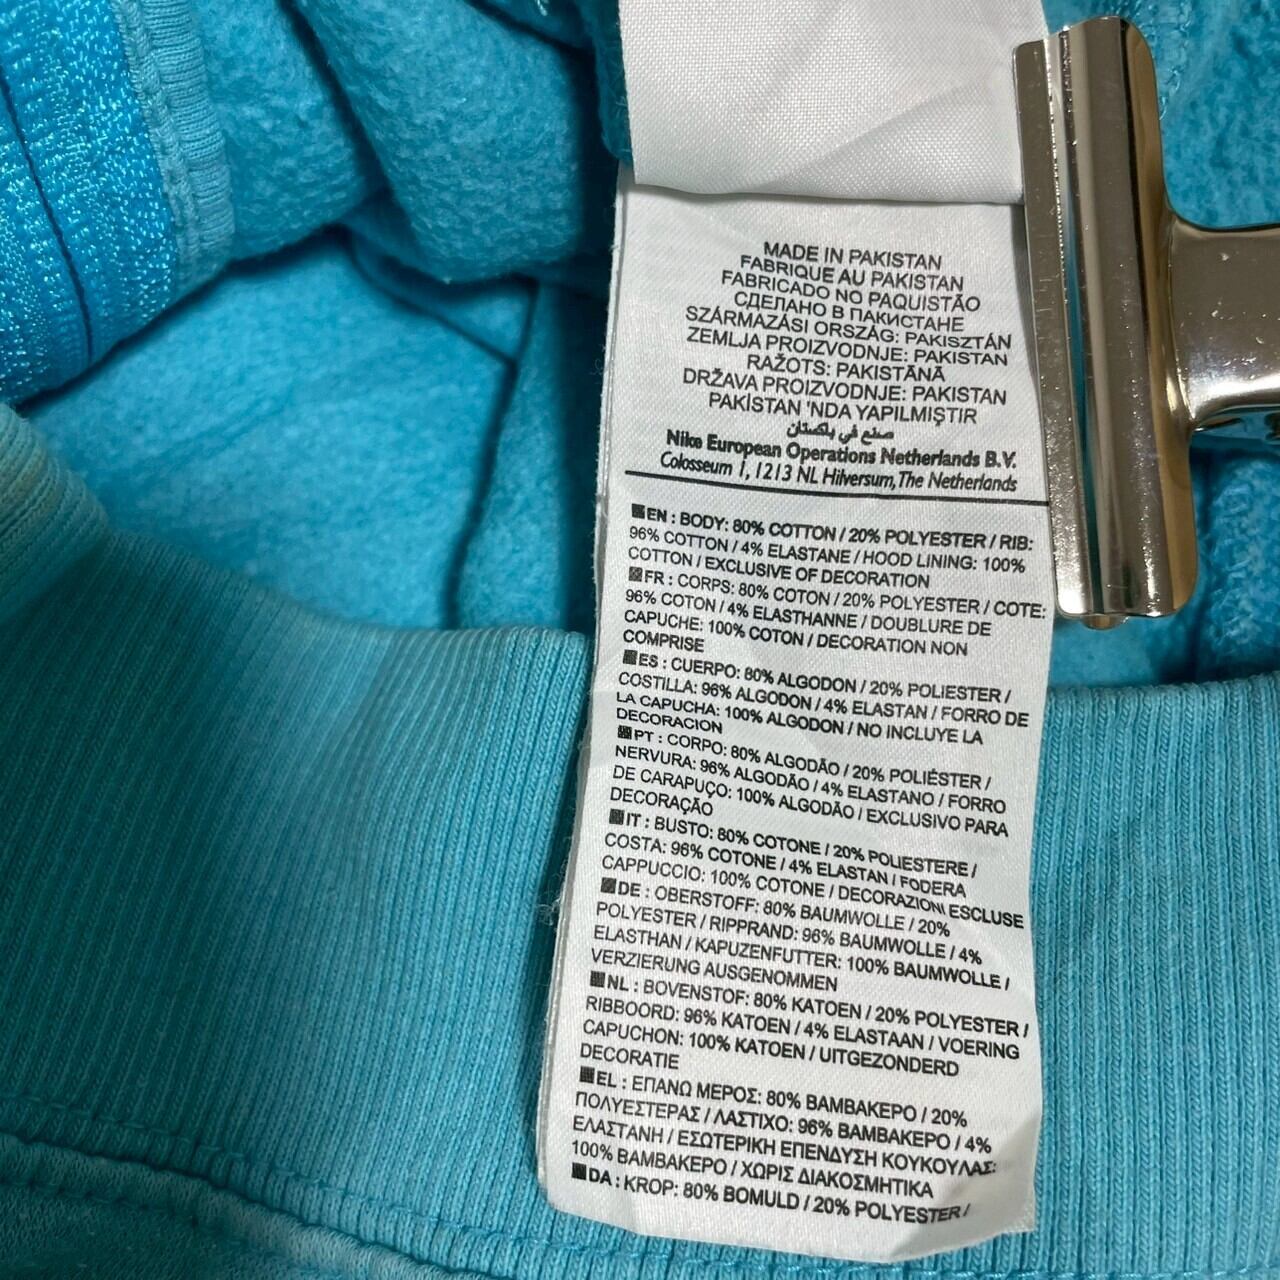 MADE IN PAKISTAN
FABRIQUE AU PAKISTAN
FABRICADO NO PAQUISTÃO
СДЕЛАНО В ПАКИСТАНЕ
SZÁRMAZÁSI ORSZÁG: PAKISZTÁN
ZEMLJA PROIZVODNJE: PAKISTAN
RAŽOTS: PAKISTĀNĀ
DRŽAVA PROIZVODNJE: PAKISTAN
PAKİSTAN 'NDA YAPILMIŞTIR
صنع في باكستان
Nike European Operations Netherlands B.V.
Colosseum 1, 1213 NL Hilversum, The Netherlands
EN : BODY: 80% COTTON / 20% POLYESTER / RIB:
96% COTTON / 4% ELASTANE / HOOD LINING: 100%
COTTON / EXCLUSIVE OF DECORATION
FR : CORPS: 80% COTON / 20% POLYESTER / COTE:
96% COTON / 4% ELASTHANNE / DOUBLURE DE
CAPUCHE: 100% COTON / DECORATION NON
COMPRISE
ES : CUERPO: 80% ALGODON / 20% POLIESTER /
COSTILLA: 96% ALGODON / 4% ELASTAN / FORRO DE
LA CAPUCHA: 100% ALGODON / NO INCLUYE LA
DECORACION
PT : CORPO: 80% ALGODÃO / 20% POLIÉSTER /
NERVURA: 96% ALGODÃO / 4% ELASTANO / FORRO
DE CARAPUÇO: 100% ALGODÃO / EXCLUSIVO PARA
DECORAÇÃO
IT : BUSTO: 80% COTONE / 20% POLIESTERE /
COSTA: 96% COTONE / 4% ELASTAN / FODERA
CAPPUCCIO: 100% COTONE / DECORAZIONI ESCLUSE
DE : OBERSTOFF: 80% BAUMWOLLE / 20%
POLYESTER / RIPPRAND: 96% BAUMWOLLE / 4%
ELASTHAN / KAPUZENFUTTER: 100% BAUMWOLLE /
VERZIERUNG AUSGENOMMEN
NL : BOVENSTOF: 80% KATOEN / 20% POLYESTER /
RIBBOORD: 96% KATOEN / 4% ELASTAAN / VOERING
CAPUCHON: 100% KATOEN / UITGEZONDERD
DECORATIE
EL : ΕΠΑΝΩ ΜΕΡΟΣ: 80% ΒΑΜΒΑΚΕΡΟ / 20%
ΠΟΛΥΕΣΤΕΡΑΣ / ΛΑΣΤΙΧΟ: 96% ΒΑΜΒΑΚΕΡΟ / 4%
ΕΛΑΣΤΑΝΗ / ΕΣΩΤΕΡΙΚΗ ΕΠΕΝΔΥΣΗ ΚΟΥΚΟΥΛΑΣ:
100% ΒΑΜΒΑΚΕΡΟ / ΧΩΡΙΣ ΔΙΑΚΟΣΜΗΤΙΚΑ
DA : KROP: 80% BOMULD / 20% POLYESTER /